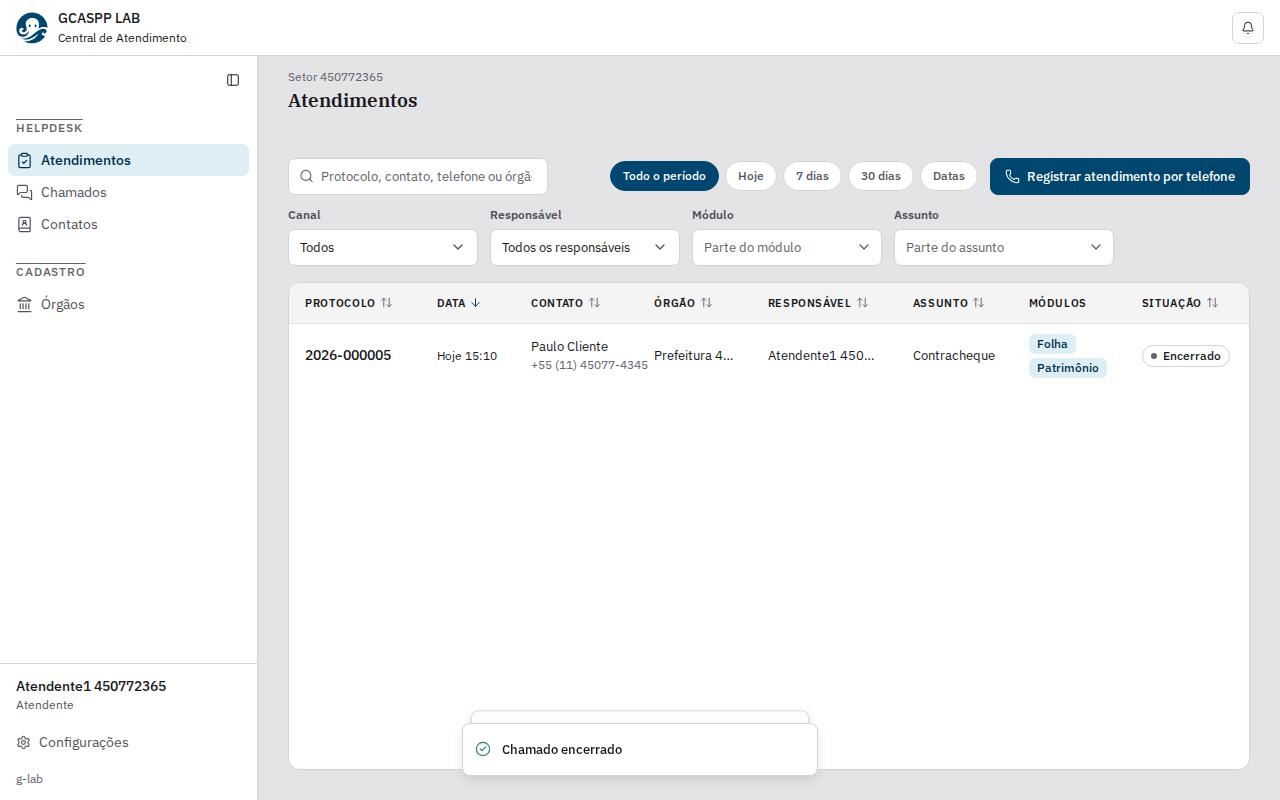 GCASPP LAB
Central de Atendimento
HELPDESK
Atendimentos
Chamados
Contatos
CADASTRO
Órgãos
Atendente1 450772365
Atendente
Configurações
g-lab
Setor 450772365
Atendimentos
Protocolo, contato, telefone ou órgã
Todo o período
Hoje
7 dias
30 dias
Datas
Registrar atendimento por telefone
Canal
Responsável
Módulo
Assunto
Todos
Todos os responsáveis
Parte do módulo
Parte do assunto
PROTOCOLO
DATA
CONTATO
ÓRGÃO
RESPONSÁVEL
ASSUNTO
MÓDULOS
SITUAÇÃO
2026-000005
Hoje 15:10
Paulo Cliente
+55 (11) 45077-4345
Prefeitura 4...
Atendente1 450...
Contracheque
Folha
Patrimônio
Encerrado
Chamado encerrado